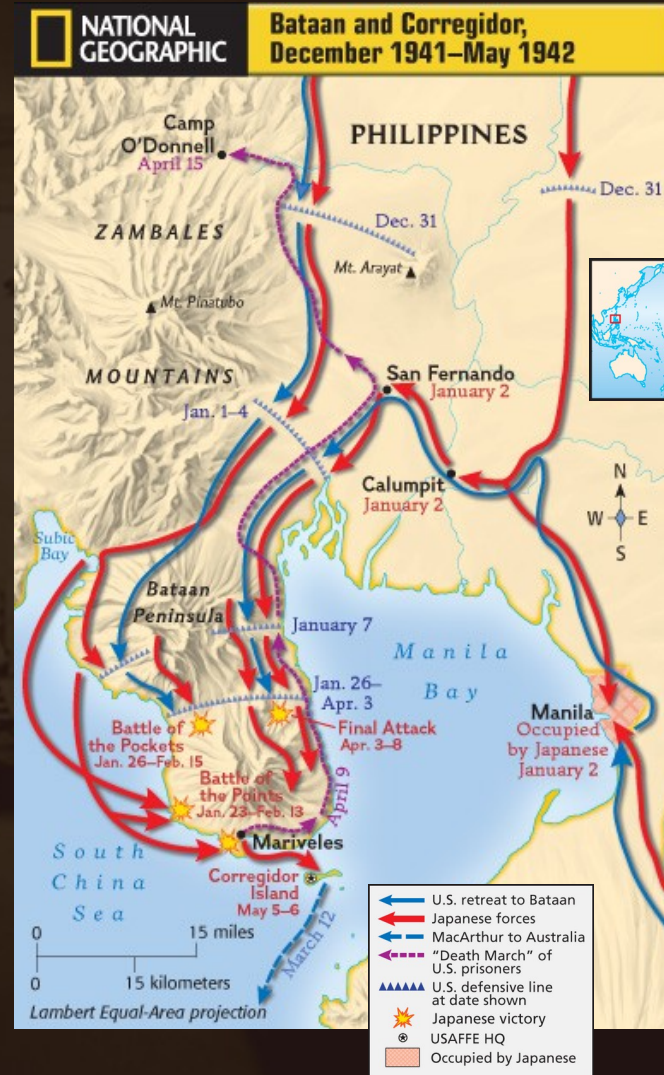 NATIONAL
GEOGRAPHIC
Bataan and Corregidor,
December 1941–May 1942
Camp
O'Donnell
April 15
PHILIPPINES
Dec. 31
ZAMBALES
Dec. 31
Mt. Arayat
Mt. Pinatubo
MOUNTAINS
San Fernando
January 2
Jan. 1–4
Calumpit
January 2
N
W
E
S
Subic
Bay
Bataan
Peninsula
January 7
Manila
Bay
Jan. 26–
Apr. 3
Manila
Occupied
by Japanese
January 2
Battle of
the Pockets
Jan. 26–Feb. 15
Final Attack
Apr. 3–8
Battle of
the Points
Jan. 23–Feb. 13
April 9
Mariveles
South
China
Sea
Corregidor
Island
May 5–6
March 12
0
15 miles
0
15 kilometers
Lambert Equal-Area projection
U.S. retreat to Bataan
Japanese forces
MacArthur to Australia
"Death March" of
U.S. prisoners
U.S. defensive line
at date shown
Japanese victory
USAFFE HQ
Occupied by Japanese